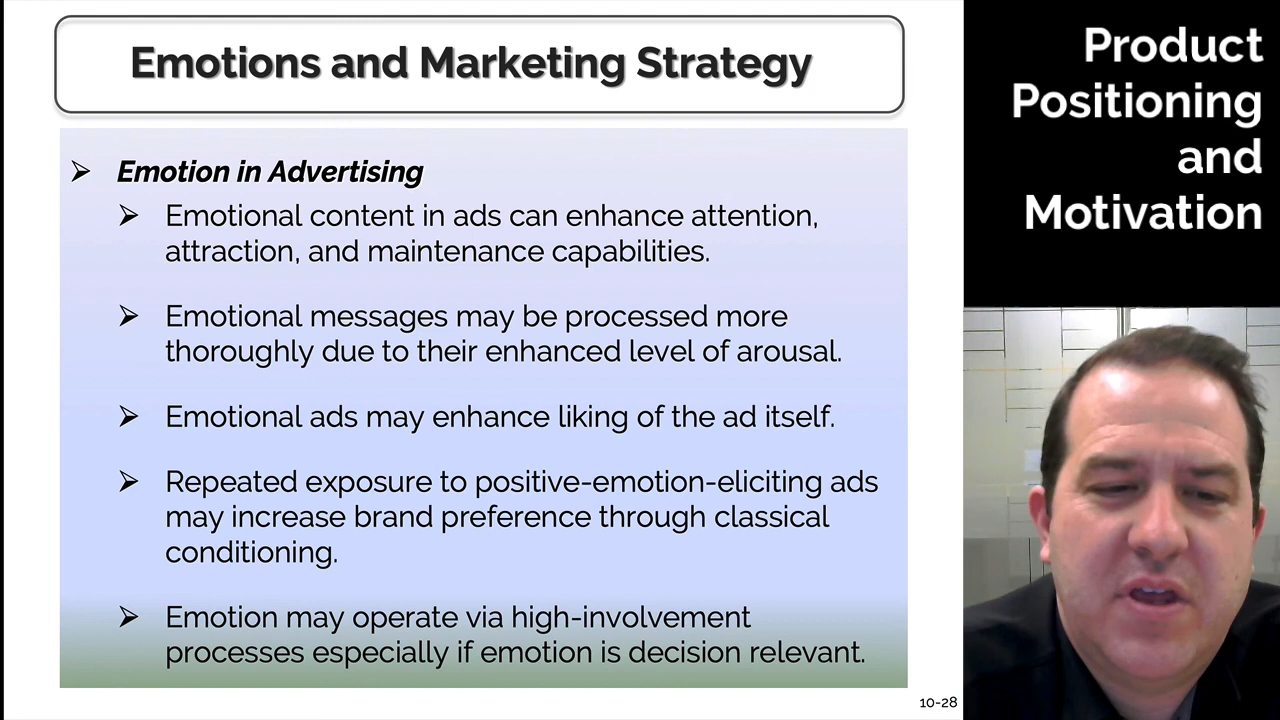 Emotions and Marketing Strategy
➢ Emotion in Advertising
➢ Emotional content in ads can enhance attention,
attraction, and maintenance capabilities.
➢ Emotional messages may be processed more
thoroughly due to their enhanced level of arousal.
➢ Emotional ads may enhance liking of the ad itself.
➢ Repeated exposure to positive-emotion-eliciting ads
may increase brand preference through classical
conditioning.
➢ Emotion may operate via high-involvement
processes especially if emotion is decision relevant.
10-28
Product
Positioning
and
Motivation